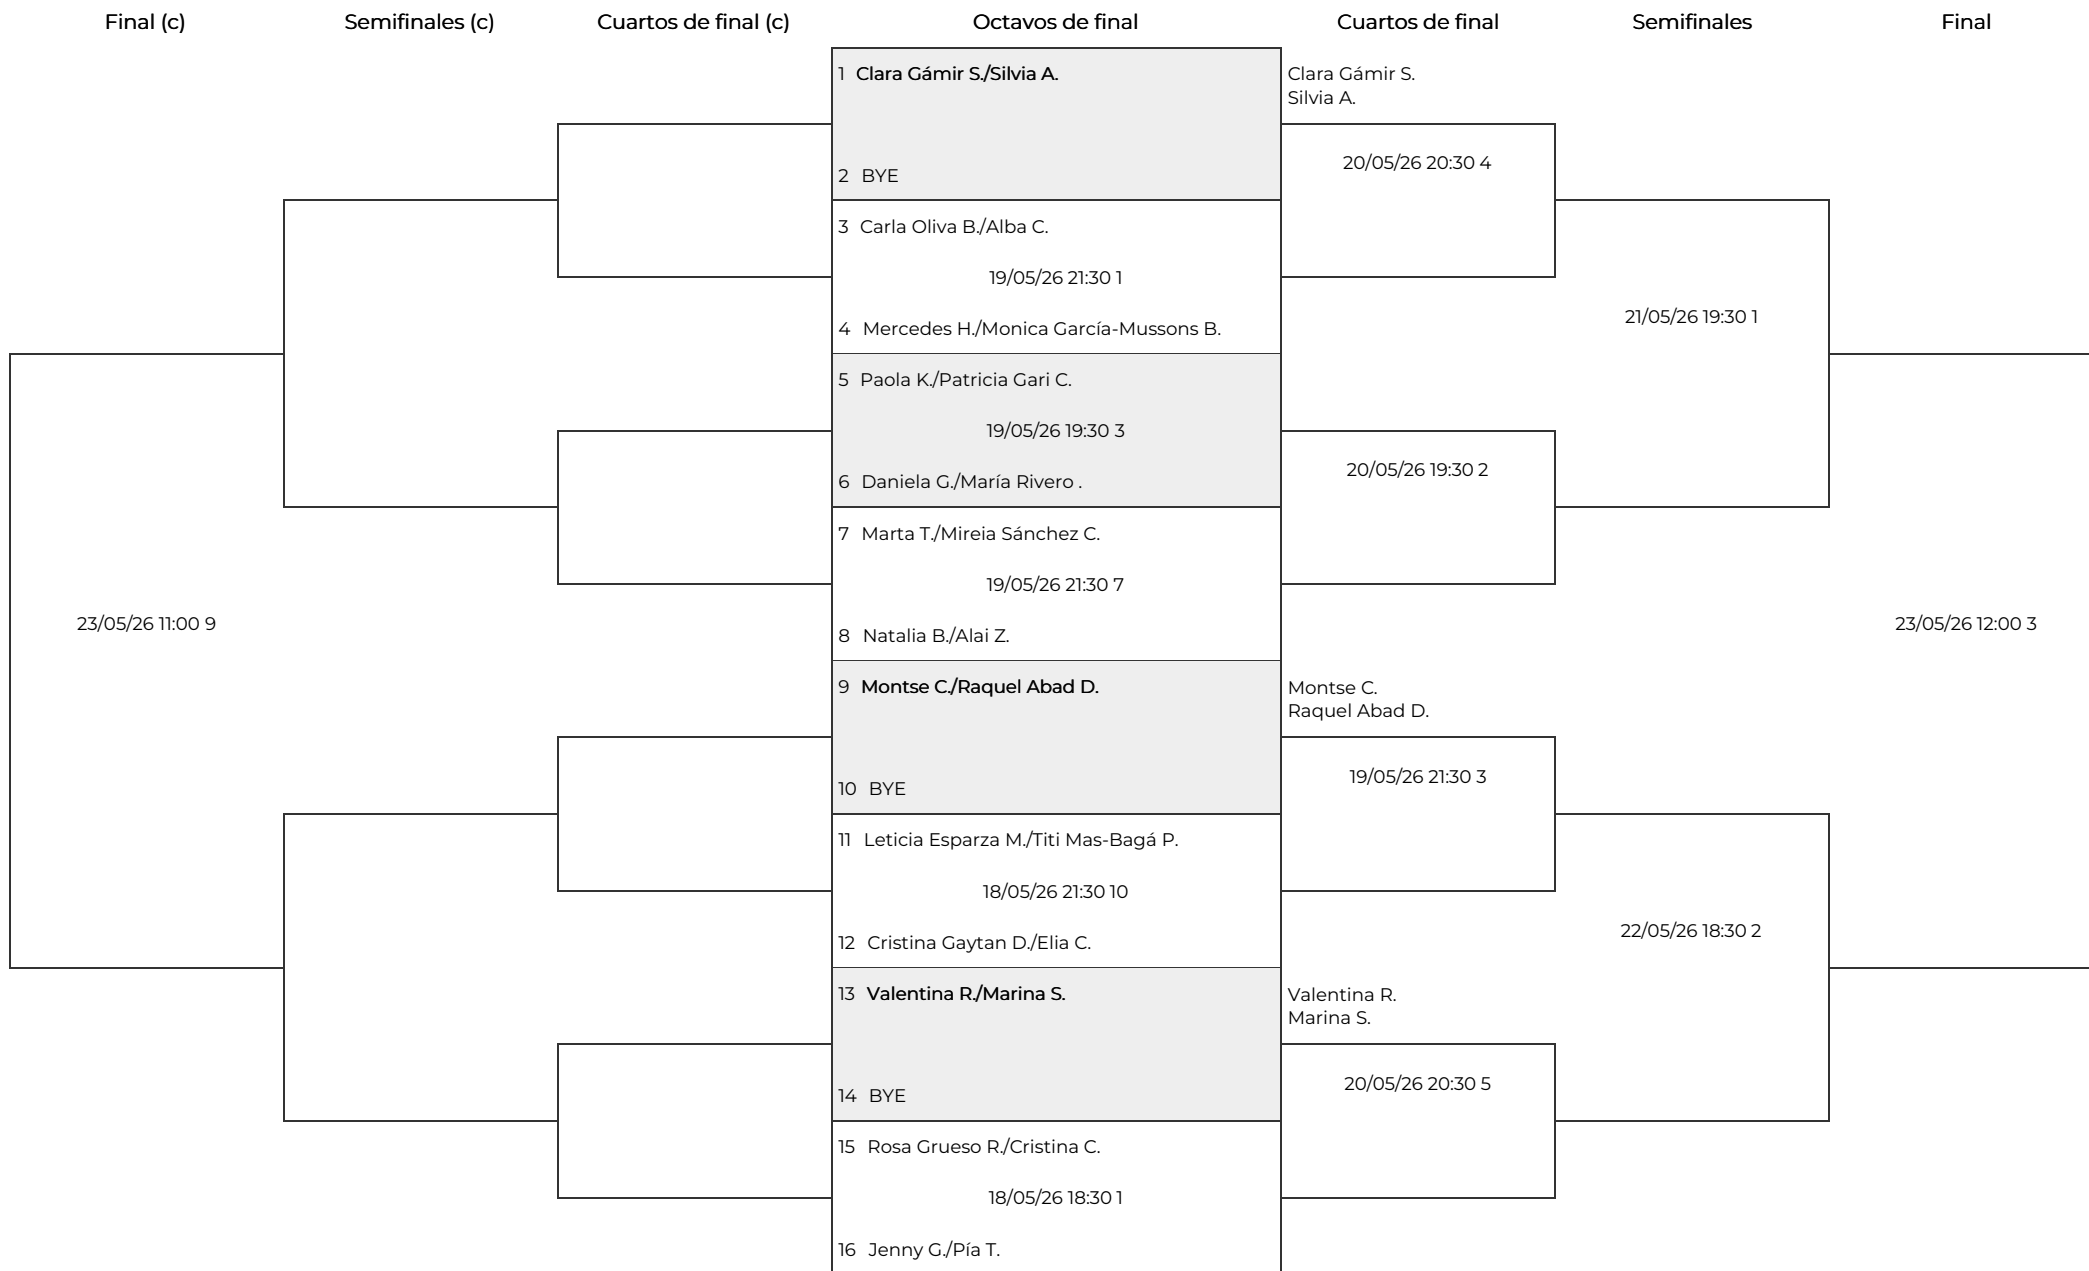 Final (c)
Semifinales (c)
Cuartos de final (c)
Octavos de final
Cuartos de final
Semifinales
Final
1 Clara Gámir S./Silvia A.
2 BYE
3 Carla Oliva B./Alba C.
19/05/26 21:30 1
4 Mercedes H./Monica García-Mussons B.
5 Paola K./Patricia Gari C.
19/05/26 19:30 3
6 Daniela G./María Rivero .
7 Marta T./Mireia Sánchez C.
19/05/26 21:30 7
8 Natalia B./Alai Z.
9 Montse C./Raquel Abad D.
10 BYE
11 Leticia Esparza M./Titi Mas-Bagá P.
18/05/26 21:30 10
12 Cristina Gaytan D./Elia C.
13 Valentina R./Marina S.
14 BYE
15 Rosa Grueso R./Cristina C.
18/05/26 18:30 1
16 Jenny G./Pía T.
23/05/26 11:00 9
Clara Gámir S.
Silvia A.
20/05/26 20:30 4
20/05/26 19:30 2
Montse C.
Raquel Abad D.
19/05/26 21:30 3
Valentina R.
Marina S.
20/05/26 20:30 5
21/05/26 19:30 1
22/05/26 18:30 2
23/05/26 12:00 3